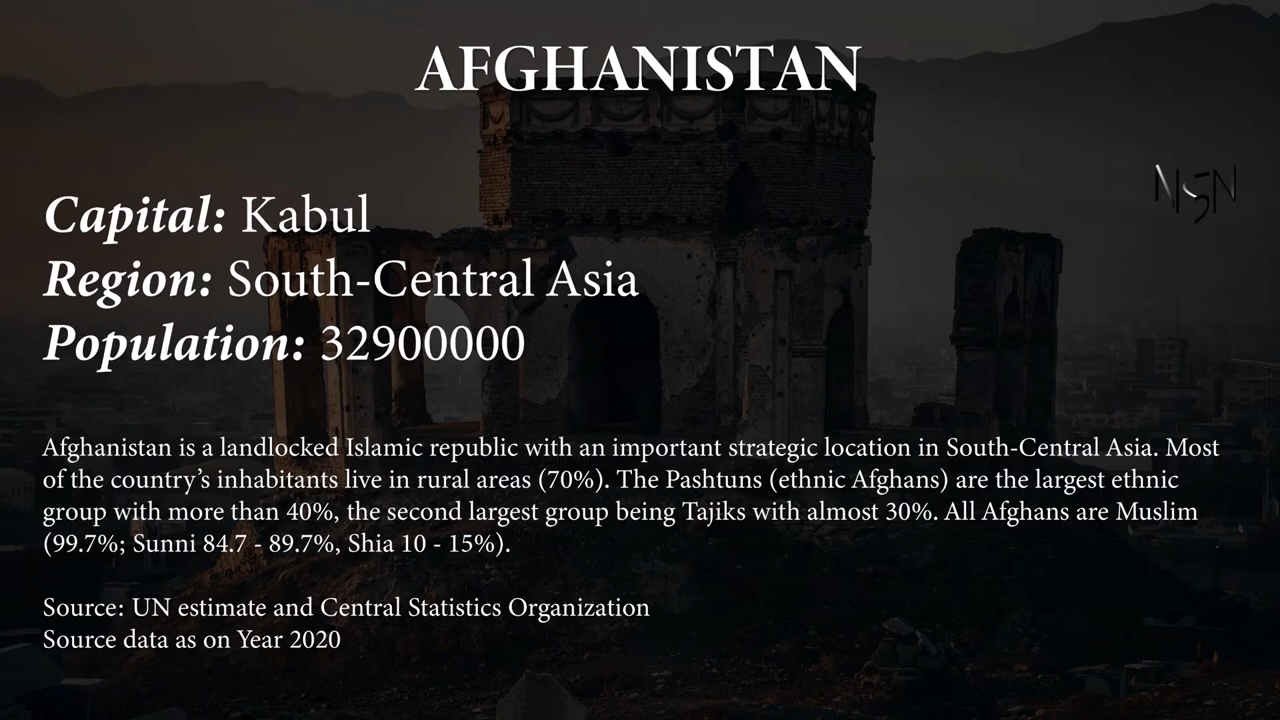 AFGHANISTAN
NSN
Capital: Kabul
Region: South-Central Asia
Population: 32900000
Afghanistan is a landlocked Islamic republic with an important strategic location in South-Central Asia. Most
of the country’s inhabitants live in rural areas (70%). The Pashtuns (ethnic Afghans) are the largest ethnic
group with more than 40%, the second largest group being Tajiks with almost 30%. All Afghans are Muslim
(99.7%; Sunni 84.7 - 89.7%, Shia 10 - 15%).
Source: UN estimate and Central Statistics Organization
Source data as on Year 2020